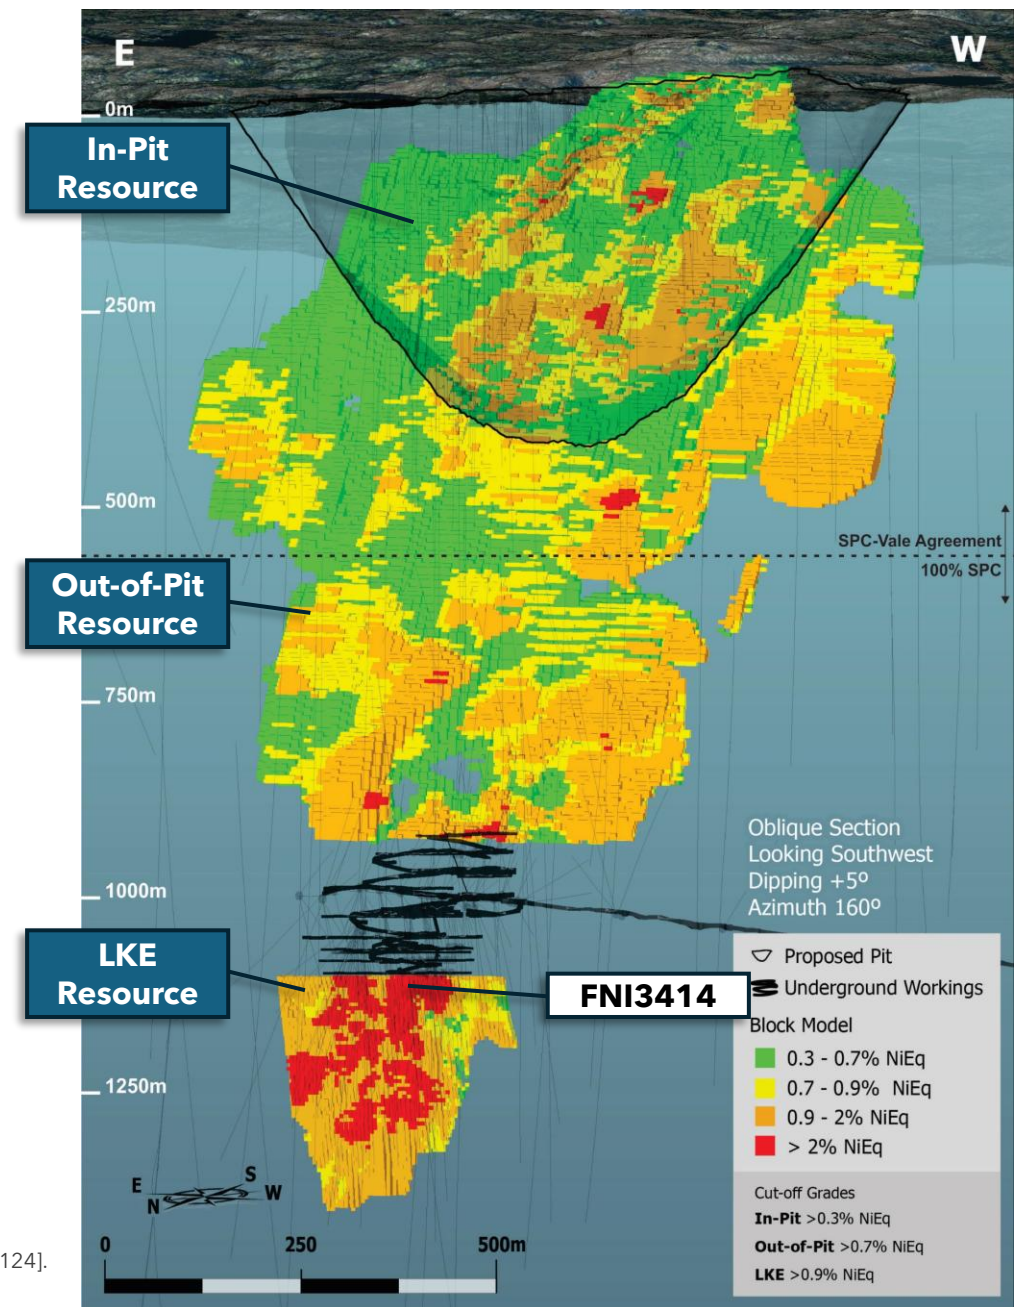 E
W
0m
In-Pit
Resource
250m
500m
SPC-Vale Agreement
100% SPC
Out-of-Pit
Resource
750m
Oblique Section
Looking Southwest
Dipping +5º
Azimuth 160º
1000m
LKE
Resource
FNI3414
Proposed Pit
Underground Workings
Block Model
0.3 - 0.7% NiEq
0.7 - 0.9% NiEq
0.9 - 2% NiEq
> 2% NiEq
1250m
E
S
N
W
Cut-off Grades
In-Pit >0.3% NiEq
Out-of-Pit >0.7% NiEq
LKE >0.9% NiEq
0
250
500m
124].